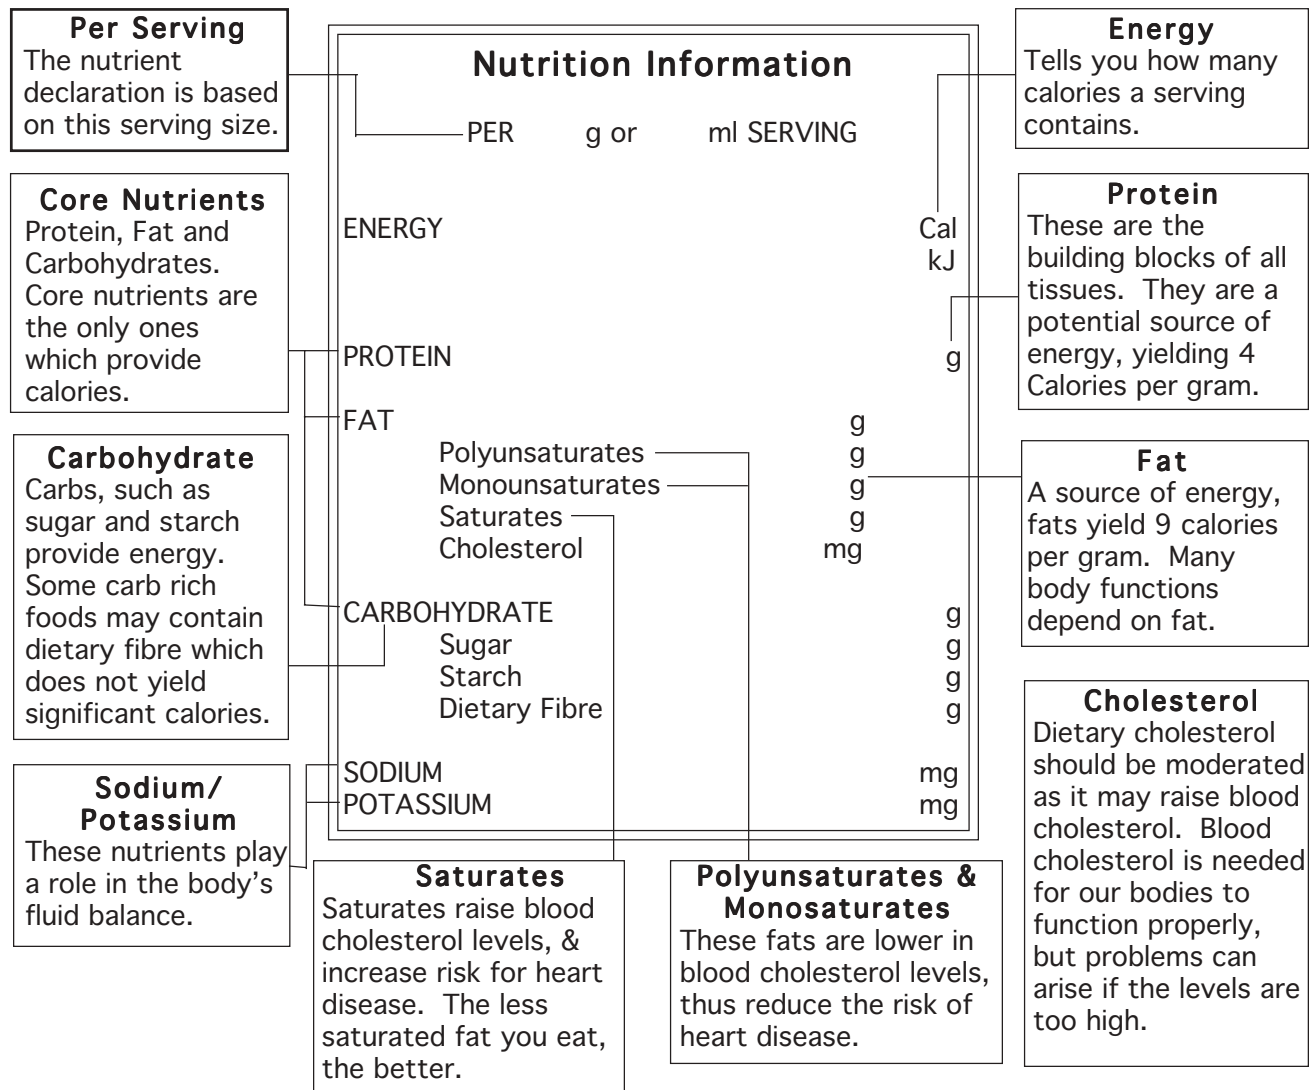 Per Serving
The nutrient
declaration is based
on this serving size.
Core Nutrients
Protein, Fat and
Carbohydrates.
Core nutrients are
the only ones
which provide
calories.
Carbohydrate
Carbs, such as
sugar and starch
provide energy.
Some carb rich
foods may contain
dietary fibre which
does not yield
significant calories.
Sodium/
Potassium
These nutrients play
a role in the body's
fluid balance.
Nutrition Information
PER g or ml SERVING
ENERGY Cal
kJ
PROTEIN g
FAT g
Polyunsaturates g
Monounsaturates g
Saturates g
Cholesterol mg
CARBOHYDRATE g
Sugar g
Starch g
Dietary Fibre g
SODIUM mg
POTASSIUM mg
Saturates
Saturates raise blood
cholesterol levels, &
increase risk for heart
disease. The less
saturated fat you eat,
the better.
Polyunsaturates &
Monosaturates
These fats are lower in
blood cholesterol levels,
thus reduce the risk of
heart disease.
Energy
Tells you how many
calories a serving
contains.
Protein
These are the
building blocks of all
tissues. They are a
potential source of
energy, yielding 4
Calories per gram.
Fat
A source of energy,
fats yield 9 calories
per gram. Many
body functions
depend on fat.
Cholesterol
Dietary cholesterol
should be moderated
as it may raise blood
cholesterol. Blood
cholesterol is needed
for our bodies to
function properly,
but problems can
arise if the levels are
too high.